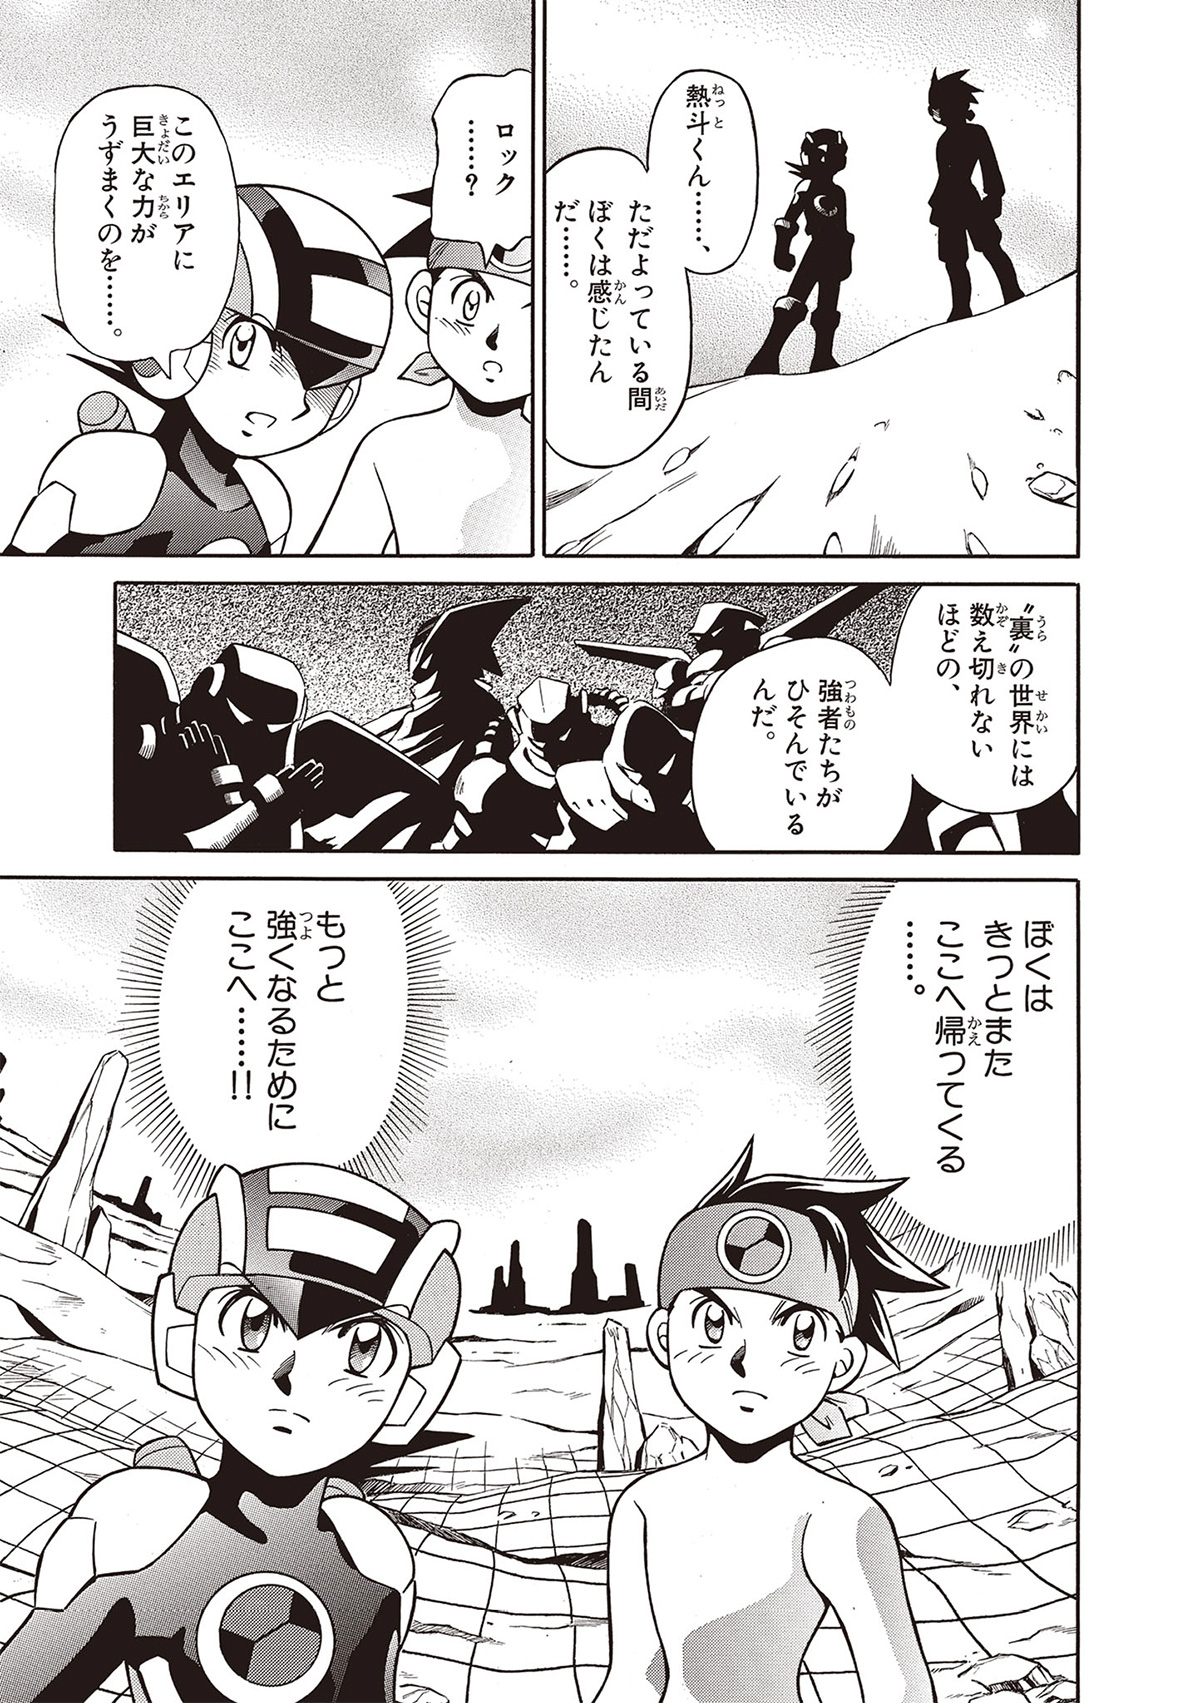 熱斗くん……、
ただよっている間
ぼくは感じたん
だ……。
ロック
……？
このエリアに
巨大な力が
うずまくのを……。
〝裏〟の世界には
数え切れない
ほどの、
強者たちが
ひそんでいる
んだ。
ぼくは
きっとまた
ここへ帰ってくる
……。
もっと
強くなるために
ここへ……!!